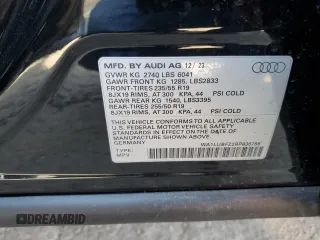 MFD. BY AUDI AG 12/23
GVWR KG 2740 LBS 6041
GAWR FRONT KG 1285, LBS2833
FRONT-TIRES 235/55 R19
8JX19 RIMS, AT 300 KPA, 44 PSI COLD
GAWR REAR KG 1540, LBS3395
REAR-TIRES 255/50 R19
8JX19 RIMS, AT 300 KPA, 44 PSI COLD
THIS VEHICLE CONFORMS TO ALL APPLICABLE
U.S. FEDERAL MOTOR VEHICLE SAFETY
STANDARDS IN EFFECT ON THE DATE OF
MANUFACTURE SHOWN ABOVE.
GERMANY
TYPE: MPV
DREAMBID